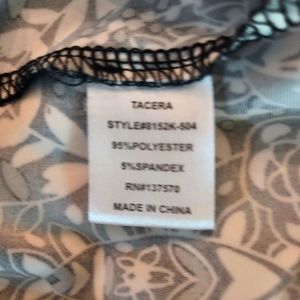 TACERA
STYLE#8152K-504
95%POLYESTER
5%SPANDEX
RN#137570
MADE IN CHINA